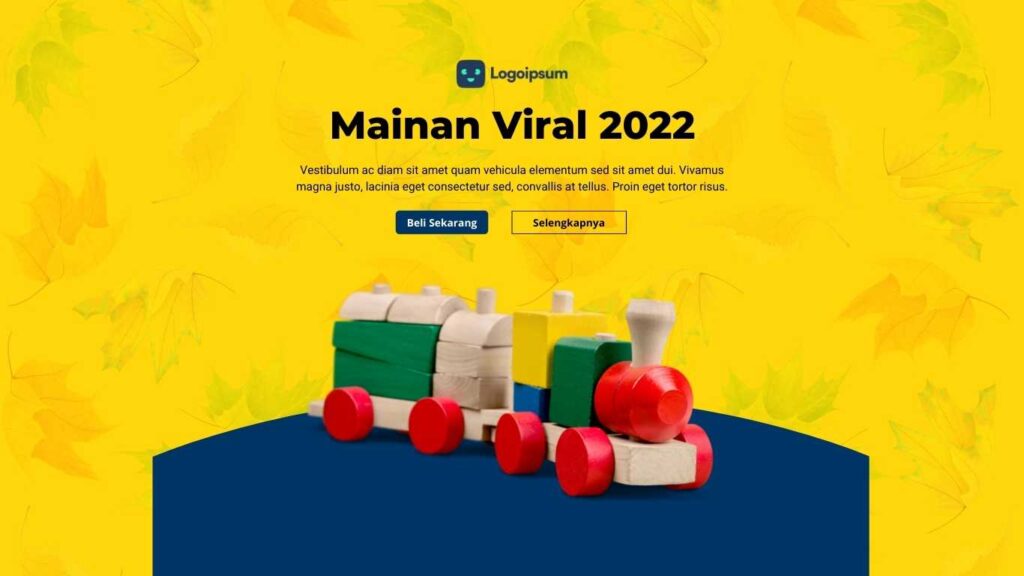 Logoipsum
Mainan Viral 2022
Vestibulum ac diam sit amet quam vehicula elementum sed sit amet dui. Vivamus
magna justo, lacinia eget consectetur sed, convallis at tellus. Proin eget tortor risus.
Beli Sekarang
Selengkapnya